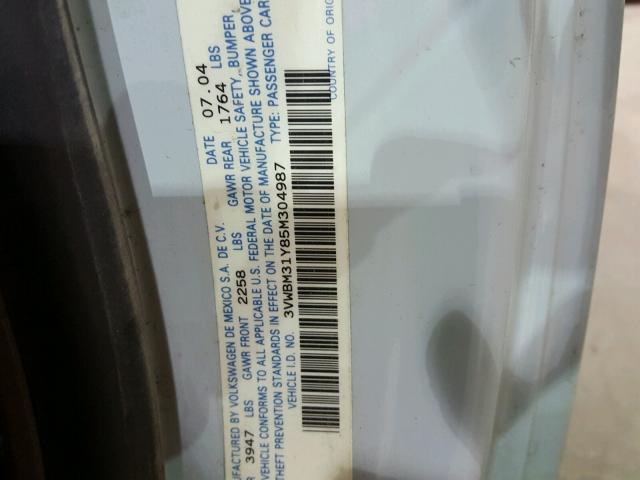 UFACTURED BY VOLKSWAGEN DE MEXICO S.A. DE C.V. DATE 07.04
R 3947 LBS GAWR FRONT 2258 LBS GAWR REAR 1764 LBS
VEHICLE CONFORMS TO ALL APPLICABLE U.S. FEDERAL MOTOR VEHICLE SAFETY, BUMPER
THEFT PREVENTION STANDARDS IN EFFECT ON THE DATE OF MANUFACTURE SHOWN ABOVE
VEHICLE I.D. NO. 3VWBM31Y85M304987 TYPE: PASSENGER CAR
COUNTRY OF ORIG